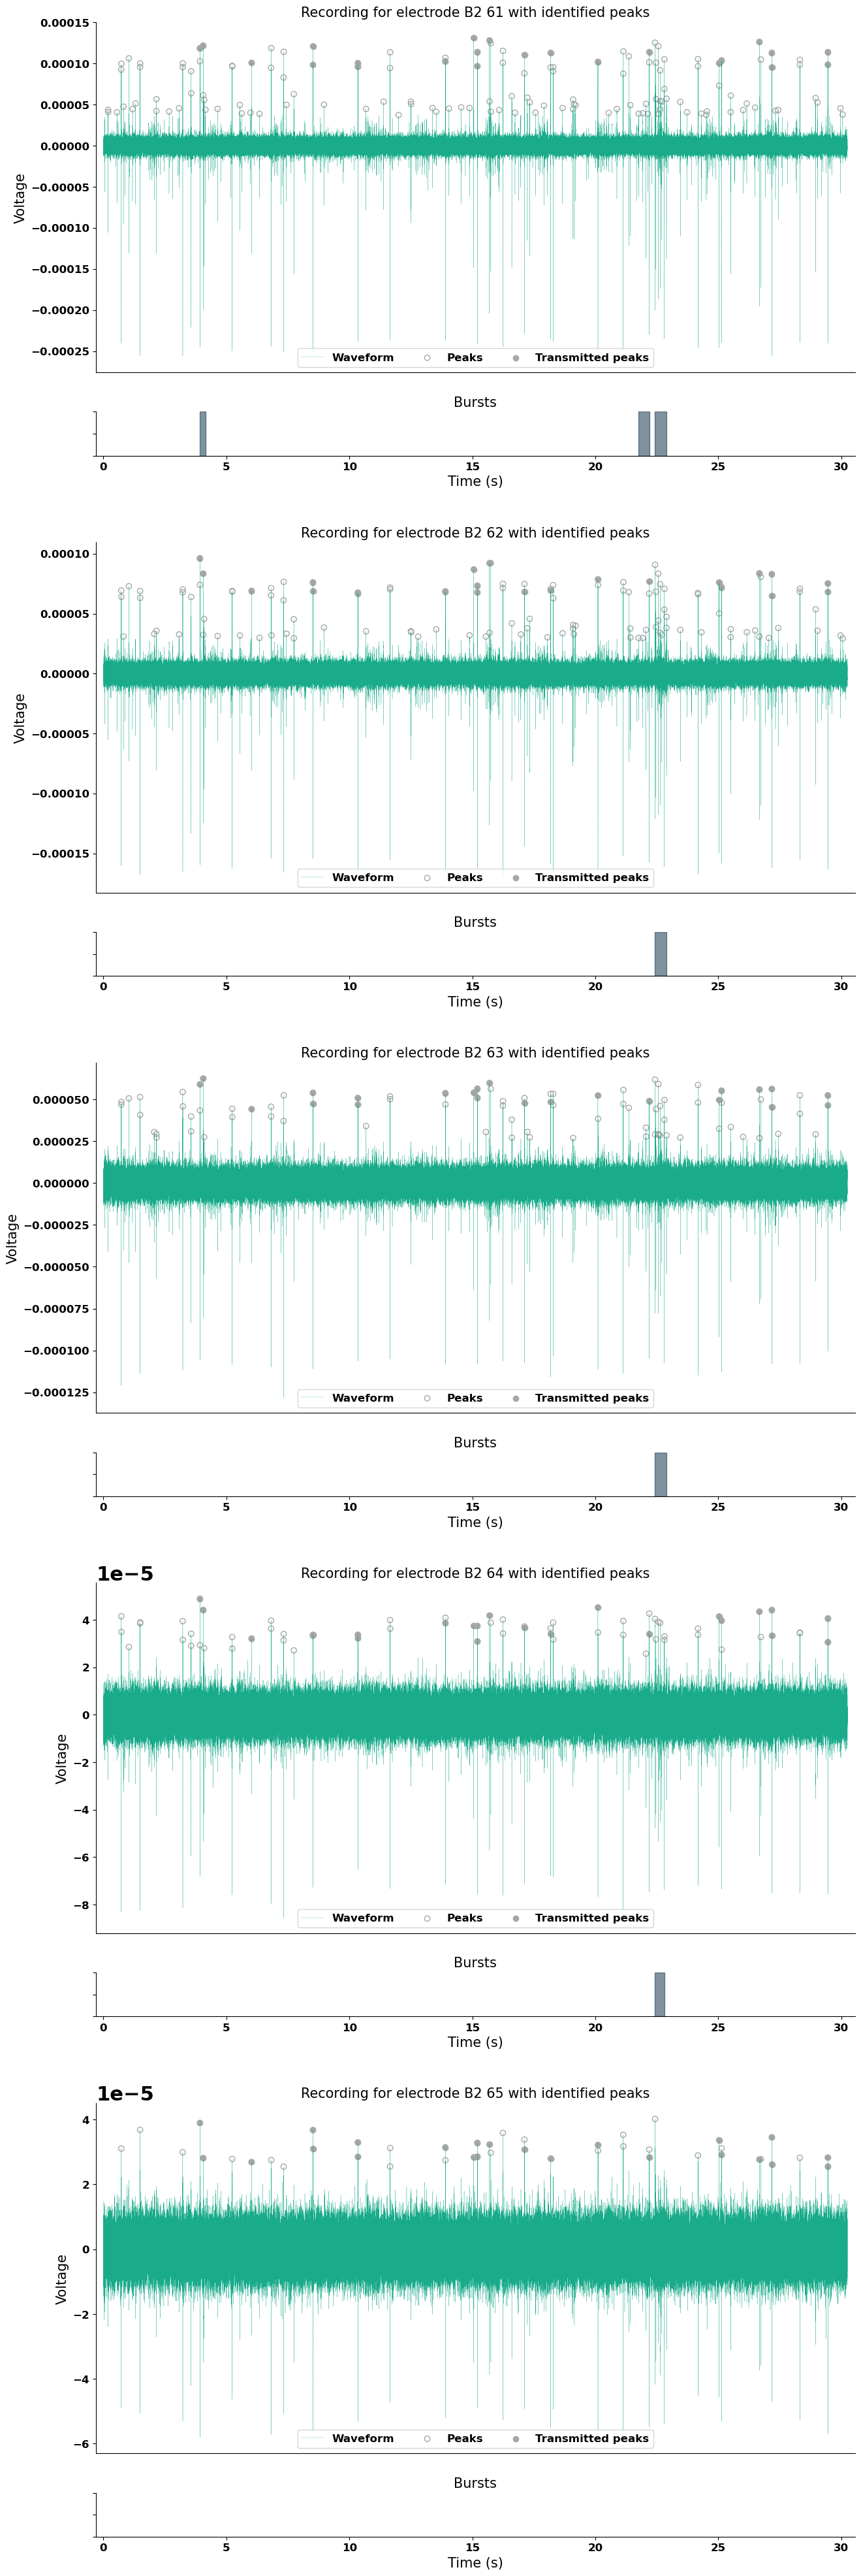 Recording for electrode B2 61 with identified peaks
0.00015
0.00010
0.00005
0.00000
−0.00005
−0.00010
−0.00015
−0.00020
−0.00025
Voltage
Waveform Peaks Transmitted peaks
Bursts
0 5 10 15 20 25 30
Time (s)
Recording for electrode B2 62 with identified peaks
0.00010
0.00005
0.00000
−0.00005
−0.00010
−0.00015
Voltage
Waveform Peaks Transmitted peaks
Bursts
0 5 10 15 20 25 30
Time (s)
Recording for electrode B2 63 with identified peaks
0.000050
0.000025
0.000000
−0.000025
−0.000050
−0.000075
−0.000100
−0.000125
Voltage
Waveform Peaks Transmitted peaks
Bursts
0 5 10 15 20 25 30
Time (s)
1e−5 Recording for electrode B2 64 with identified peaks
4
2
0
−2
−4
−6
−8
Voltage
Waveform Peaks Transmitted peaks
Bursts
0 5 10 15 20 25 30
Time (s)
1e−5 Recording for electrode B2 65 with identified peaks
4
2
0
−2
−4
−6
Voltage
Waveform Peaks Transmitted peaks
Bursts
0 5 10 15 20 25 30
Time (s)